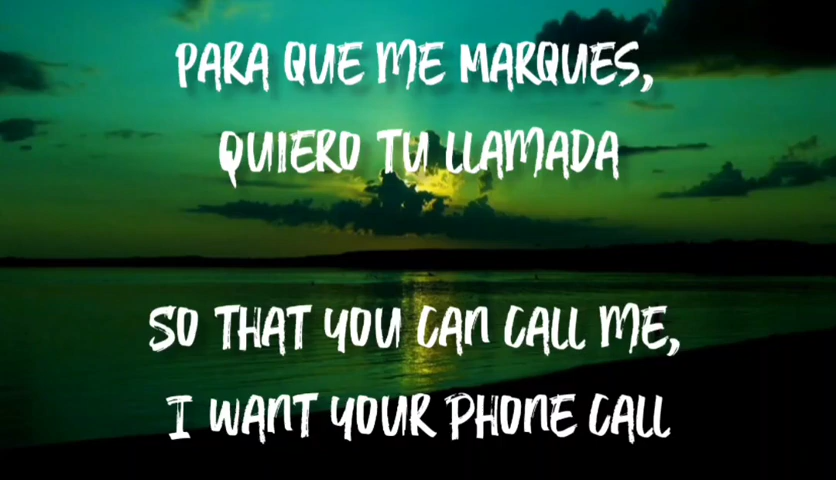 PARA QUE ME MARQUES,
QUIERO TU LLAMADA
SO THAT YOU CAN CALL ME,
I WANT YOUR PHONE CALL